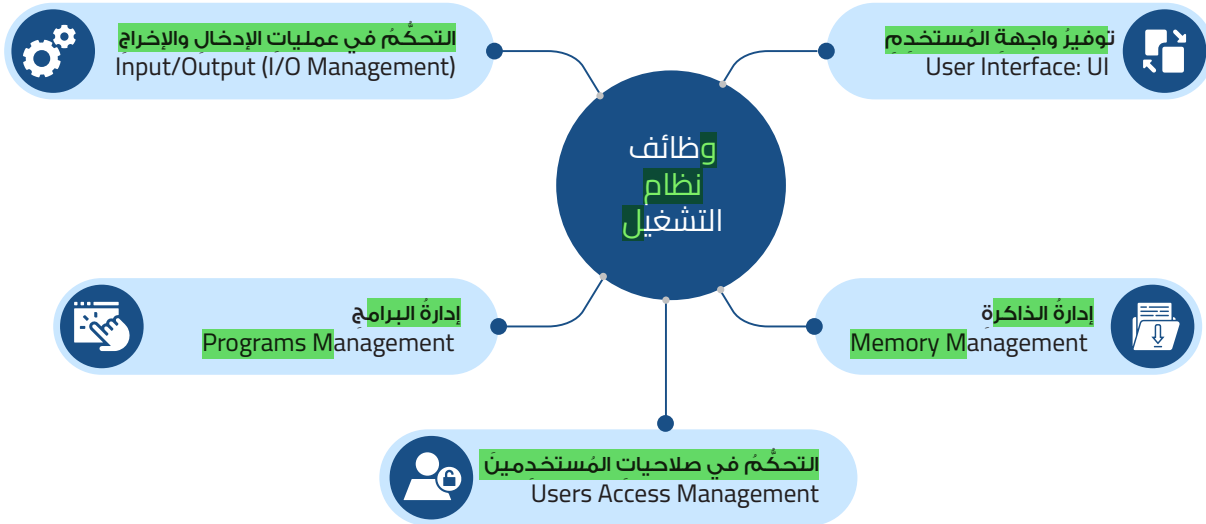 وظائف
نظام
التشغيل
توفيرُ واجهةِ المُستخدِمِ
User Interface: UI
التحكُّمُ في عملياتِ الإدخالِ والإخراجِ
Input/Output (I/O Management)
إدارةُ الذاكرةِ
Memory Management
إدارةُ البرامجِ
Programs Management
التحكُّمُ في صلاحياتِ المُستخدِمينَ
Users Access Management